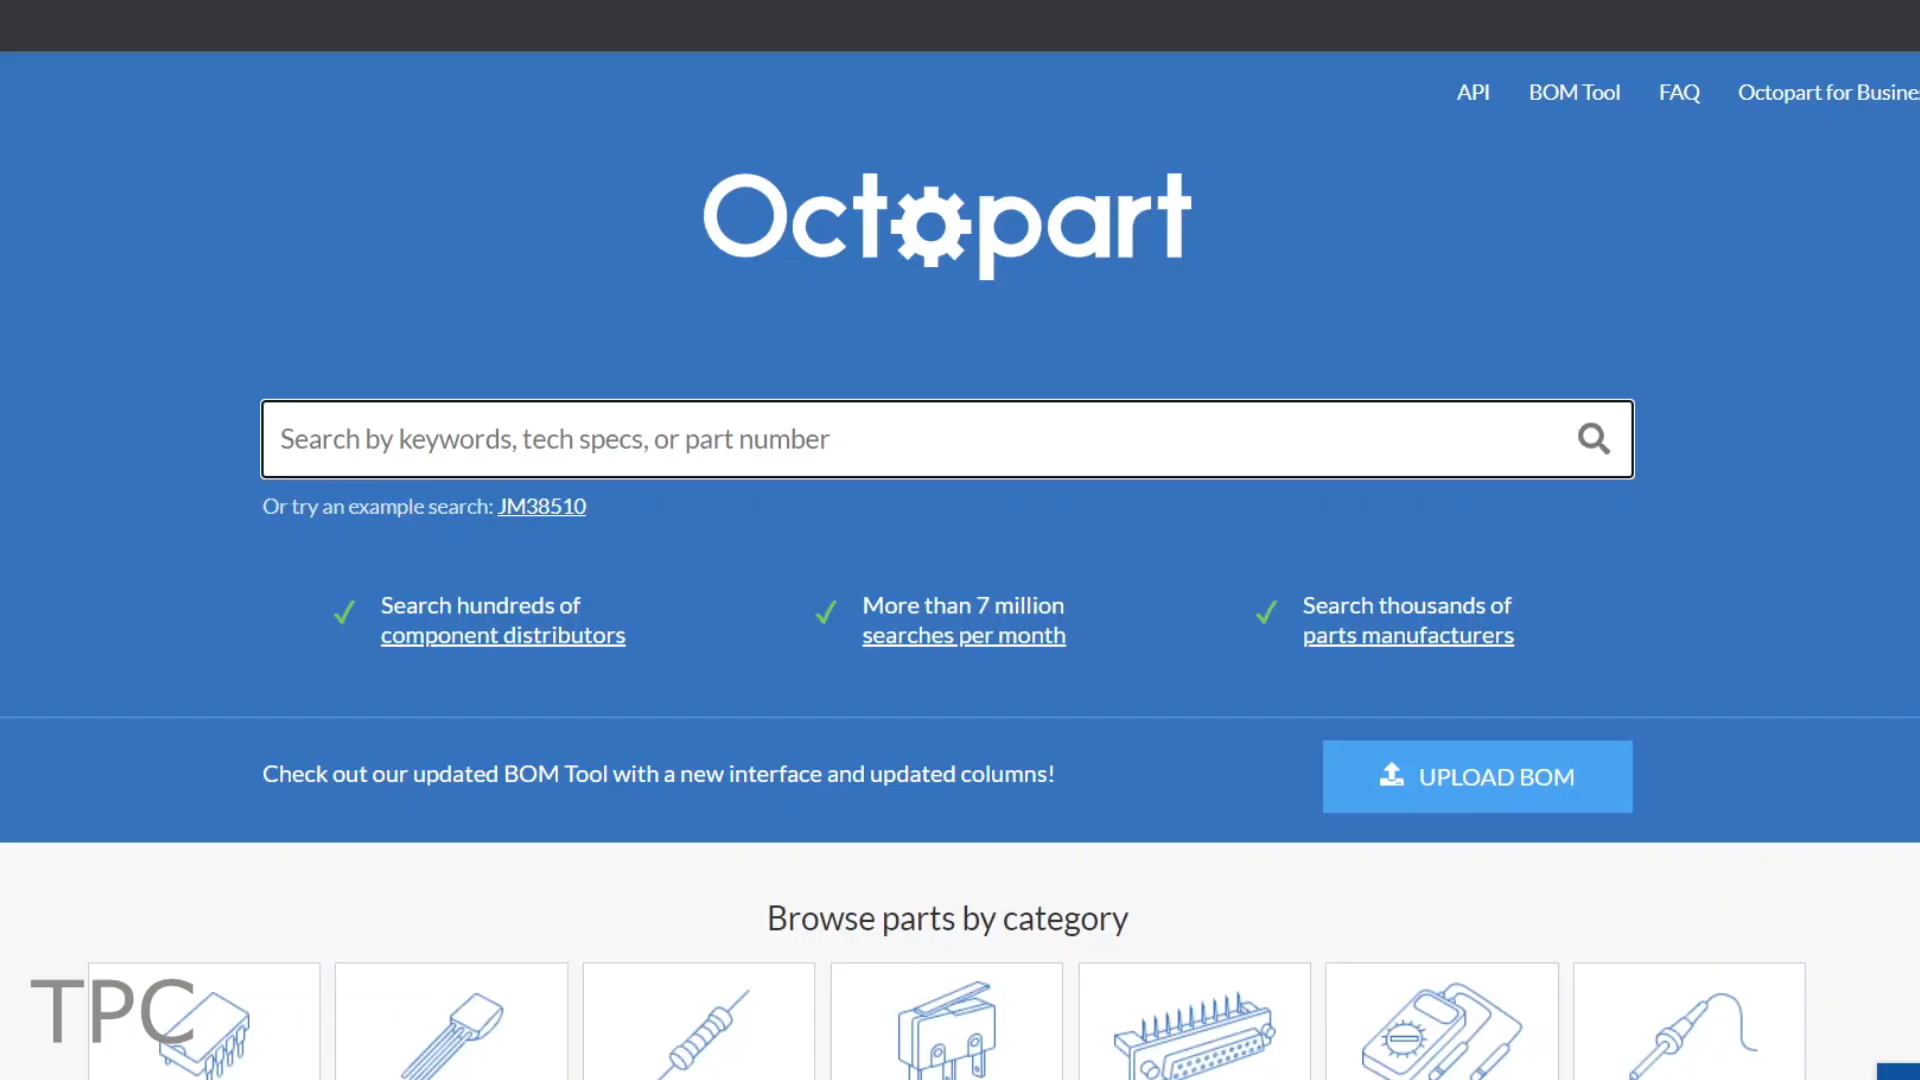 API BOM Tool FAQ Octopart for Busines
Octopart
Search by keywords, tech specs, or part number
Or try an example search: JM38510
✓ Search hundreds of
component distributors
✓ More than 7 million
searches per month
✓ Search thousands of
parts manufacturers
Check out our updated BOM Tool with a new interface and updated columns!
UPLOAD BOM
Browse parts by category
TPC